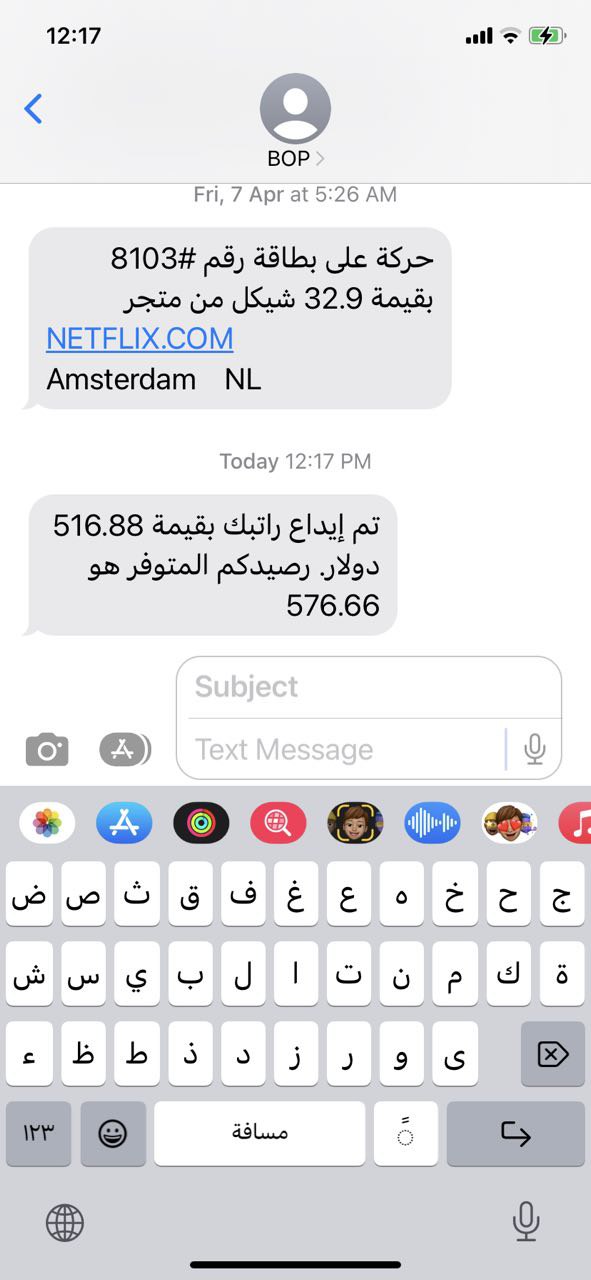 12:17
BOP
Fri, 7 Apr at 5:26 AM
حركة على بطاقة رقم #8103
بقيمة 32.9 شيكل من متجر
NETFLIX.COM
Amsterdam NL
Today 12:17 PM
تم إيداع راتبك بقيمة 516.88
دولار. رصيدكم المتوفر هو
576.66
Subject
Text Message
ض ص ث ق ف غ ع ه خ ح ج
ش س ي ب ل ا ت ن م ك ة
ء ظ ط ذ د ز ر و ى
١٢٣ مسافة